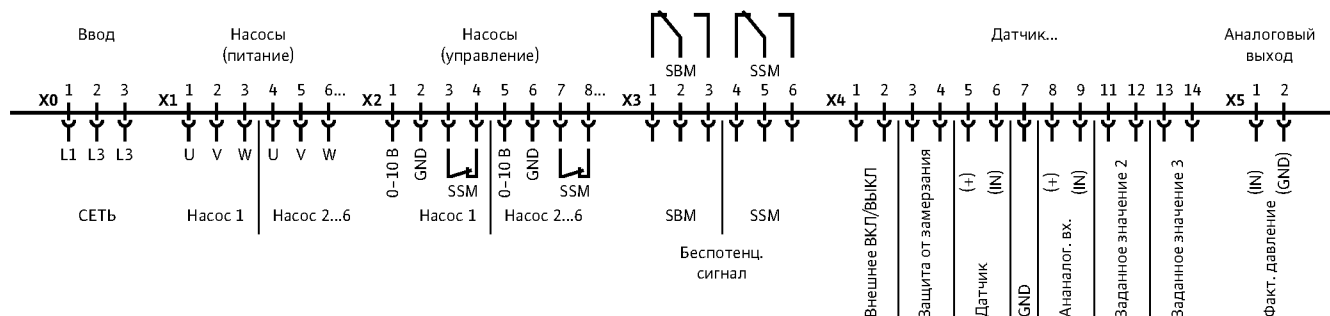 Ввод
Насосы
(питание)
Насосы
(управление)
SBM
SSM
Датчик...
Аналоговый
выход
X0 1 2 3
X1 1 2 3 4 5 6...
X2 1 2 3 4 5 6 7 8...
X3 1 2 3 4 5 6
X4 1 2 3 4 5 6 7 8 9 11 12 13 14
X5 1 2
L1 L3 L3
U V W U V W
0–10 В
GND
SSM
0–10 В
GND
SSM
СЕТЬ
Насос 1
Насос 2...6
Насос 1
Насос 2...6
SBM
SSM
Беспотенц.
сигнал
Внешнее ВКЛ/ВЫКЛ
Защита от замерзания
(+)
(IN)
Датчик
GND
(+)
(IN)
Ананалог. вх.
Заданное значение 2
Заданное значение 3
(IN)
(GND)
Факт. давление